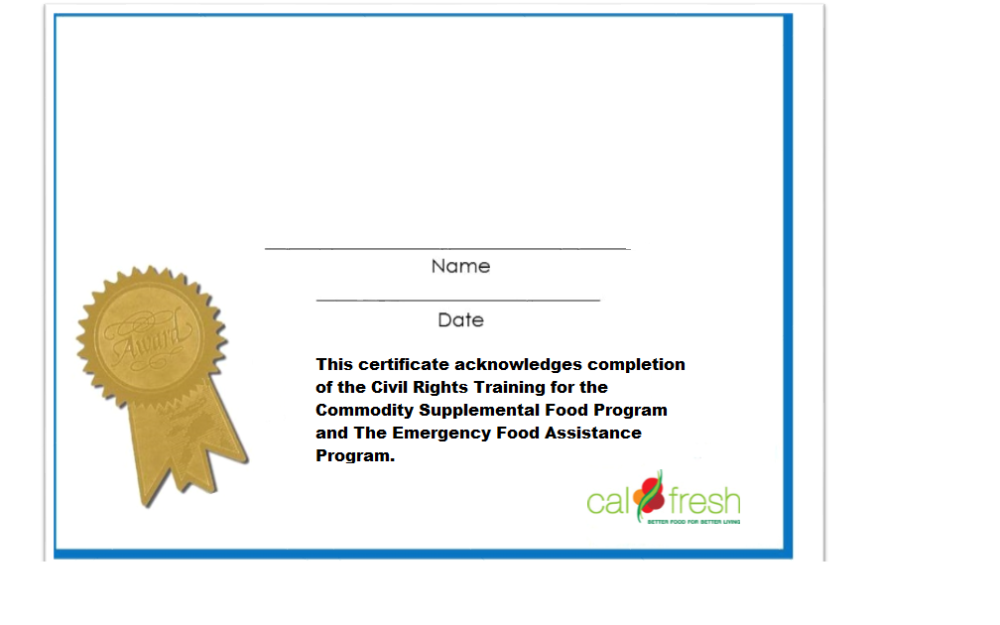 Name
Date
Award
This certificate acknowledges completion
of the Civil Rights Training for the
Commodity Supplemental Food Program
and The Emergency Food Assistance
Program.
cal fresh
BETTER FOOD FOR BETTER LIVING